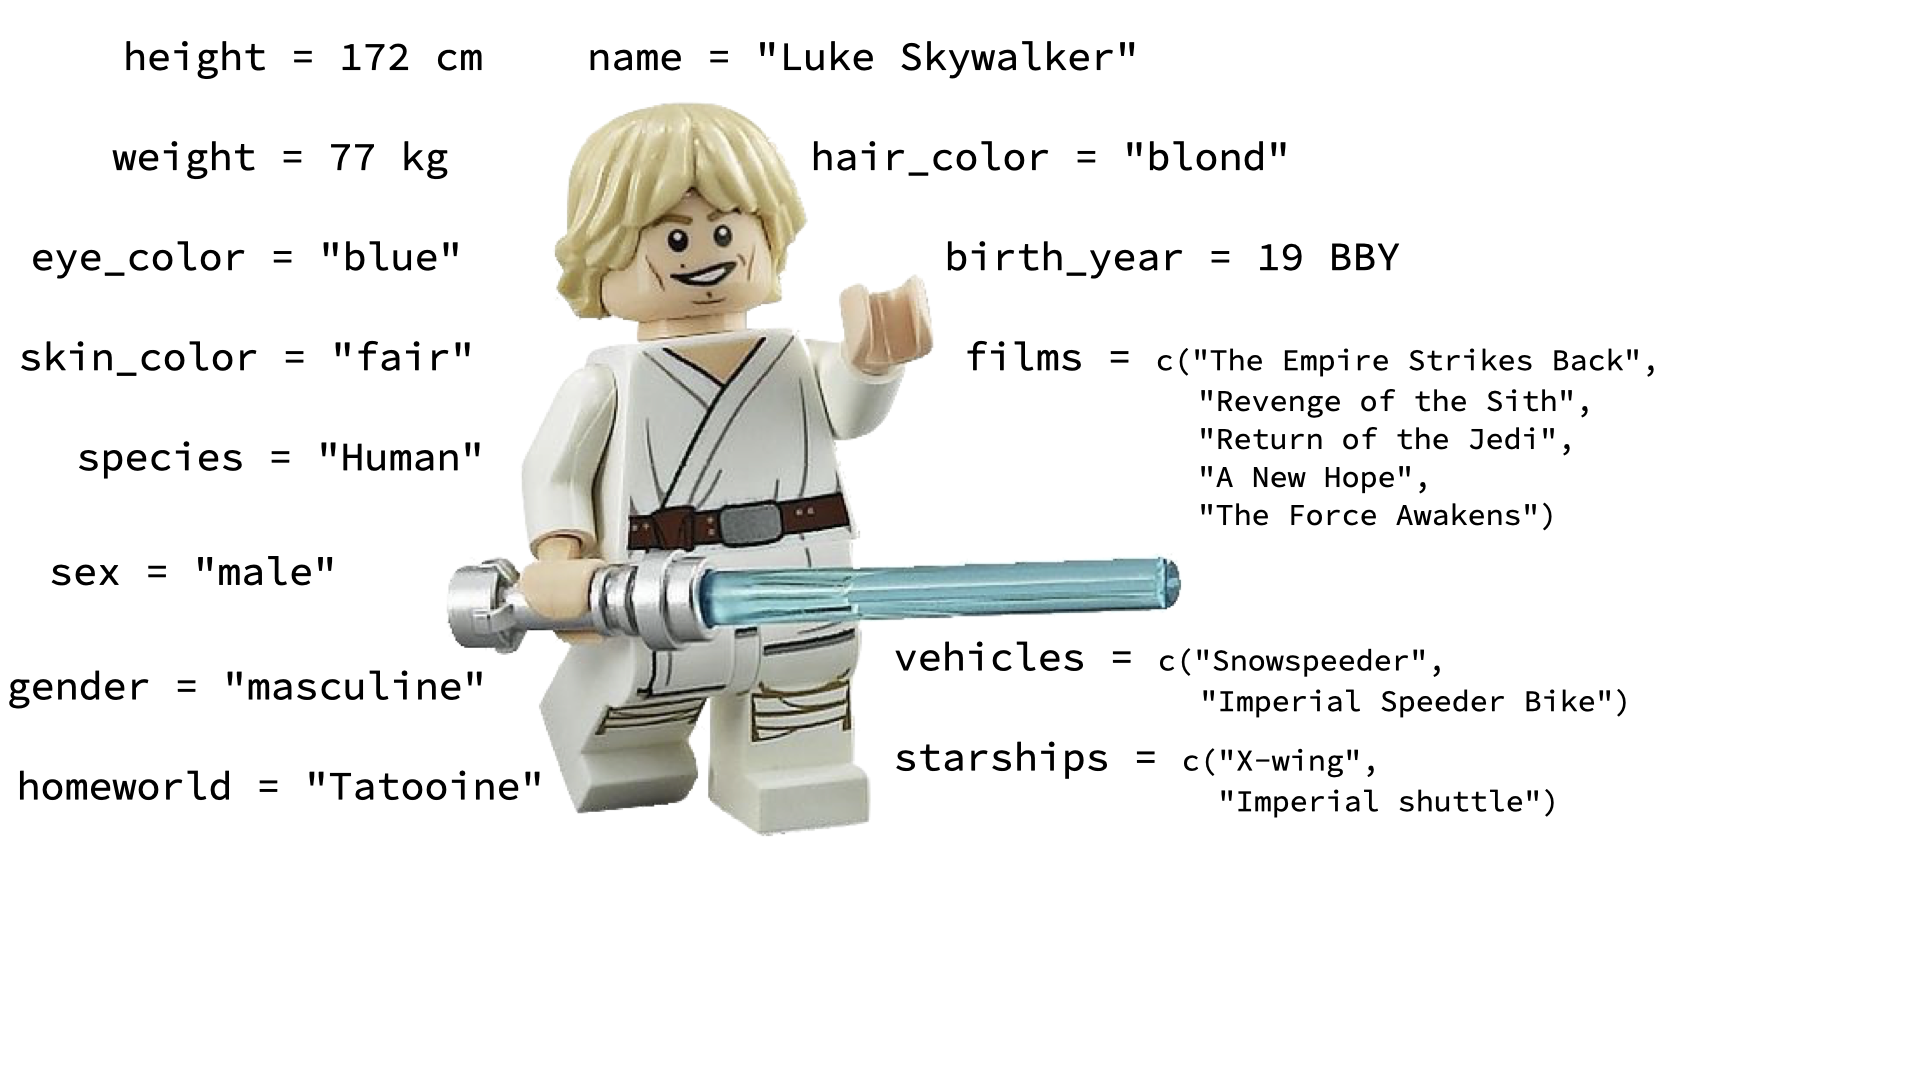 height = 172 cm
name = "Luke Skywalker"
weight = 77 kg
hair_color = "blond"
eye_color = "blue"
birth_year = 19 BBY
skin_color = "fair"
films = c("The Empire Strikes Back",
"Revenge of the Sith",
"Return of the Jedi",
"A New Hope",
"The Force Awakens")
species = "Human"
sex = "male"
gender = "masculine"
homeworld = "Tatooine"
vehicles = c("Snowspeeder",
"Imperial Speeder Bike")
starships = c("X-wing",
"Imperial shuttle")